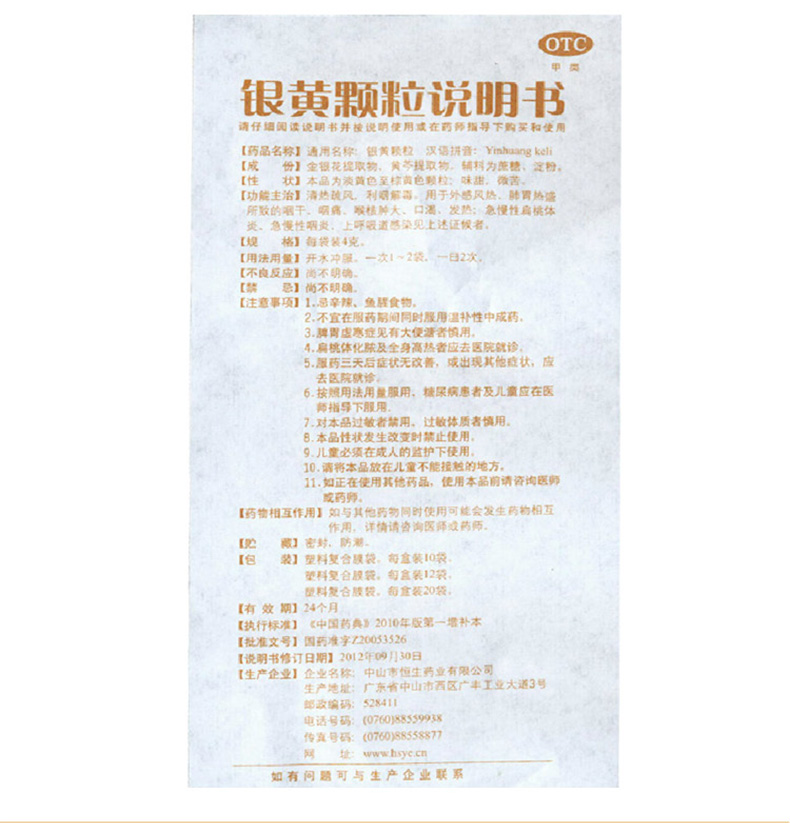 OTC
甲类
银黄颗粒说明书
请仔细阅读说明书并按说明使用或在药师指导下购买和使用
【药品名称】通用名称：银黄颗粒 汉语拼音：Yinhuang keli
【成 份】金银花提取物、黄芩提取物，辅料为蔗糖、淀粉。
【性 状】本品为淡黄色至棕黄色颗粒；味甜、微苦。
【功能主治】清热疏风，利咽解毒。用于外感风热、肺胃热盛
所致的咽干、咽痛、喉核肿大、口渴、发热；急慢性扁桃体
炎、急慢性咽炎、上呼吸道感染见上述证候者。
【规 格】每袋装4克。
【用法用量】开水冲服。一次1～2袋，一日2次。
【不良反应】尚不明确。
【禁 忌】尚不明确。
【注意事项】1.忌辛辣、鱼腥食物。
2.不宜在服药期间同时服用温补性中成药。
3.脾胃虚寒症见有大便溏者慎用。
4.扁桃体化脓及全身高热者应去医院就诊。
5.服药三天后症状无改善，或出现其他症状，应
去医院就诊。
6.按照用法用量服用，糖尿病患者及儿童应在医
师指导下服用。
7.对本品过敏者禁用，过敏体质者慎用。
8.本品性状发生改变时禁止使用。
9.儿童必须在成人的监护下使用。
10.请将本品放在儿童不能接触的地方。
11.如正在使用其他药品，使用本品前请咨询医师
或药师。
【药物相互作用】如与其他药物同时使用可能会发生药物相互
作用，详情请咨询医师或药师。
【贮 藏】密封，防潮。
【包 装】塑料复合膜袋，每盒装10袋。
塑料复合膜袋，每盒装12袋。
塑料复合膜袋，每盒装20袋。
【有 效 期】24个月
【执行标准】《中国药典》2010年版第一增补本
【批准文号】国药准字Z20053526
【说明书修订日期】2012年09月30日
【生产企业】企业名称：中山市恒生药业有限公司
生产地址：广东省中山市西区广丰工业大道3号
邮政编码：528411
电话号码：(0760)88559938
传真号码：(0760)88558877
网 址：www.hsyc.cn
如有问题可与生产企业联系